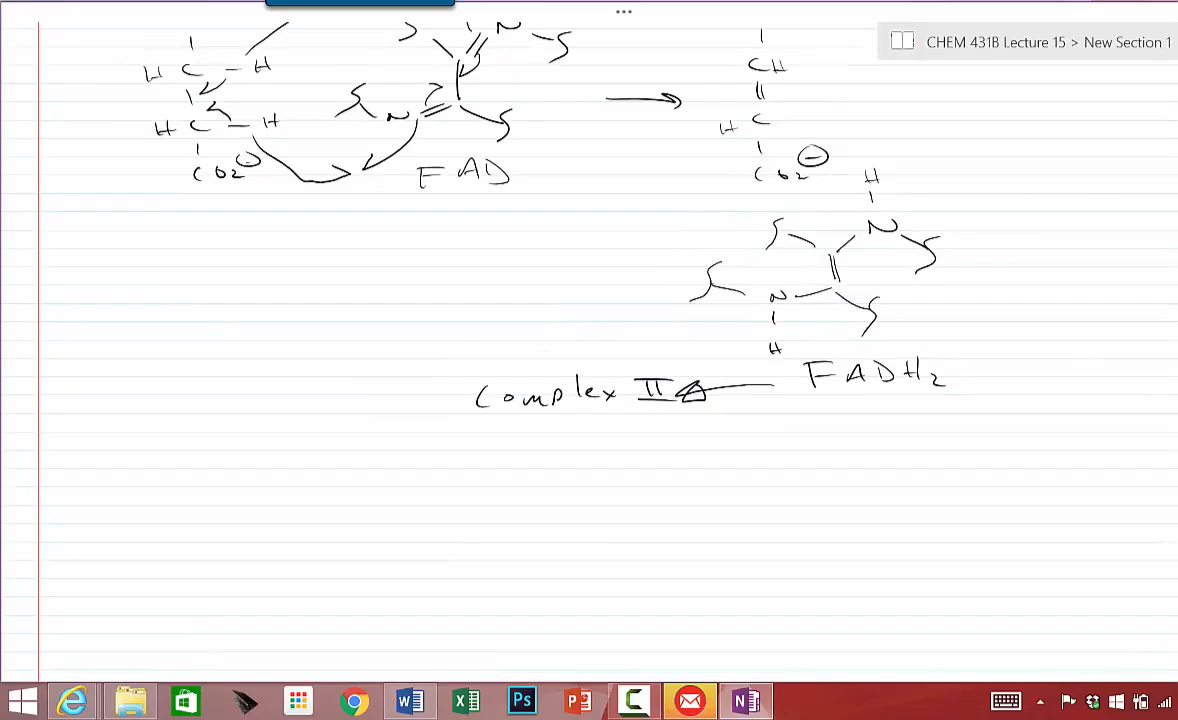 CHEM 431B Lecture 15 > New Section 1
N
H C H
CH
C
H C H
N
H C
CO2 ⊖
FAD
CO2 ⊖
H
N
N
H
Complex II
FADH2